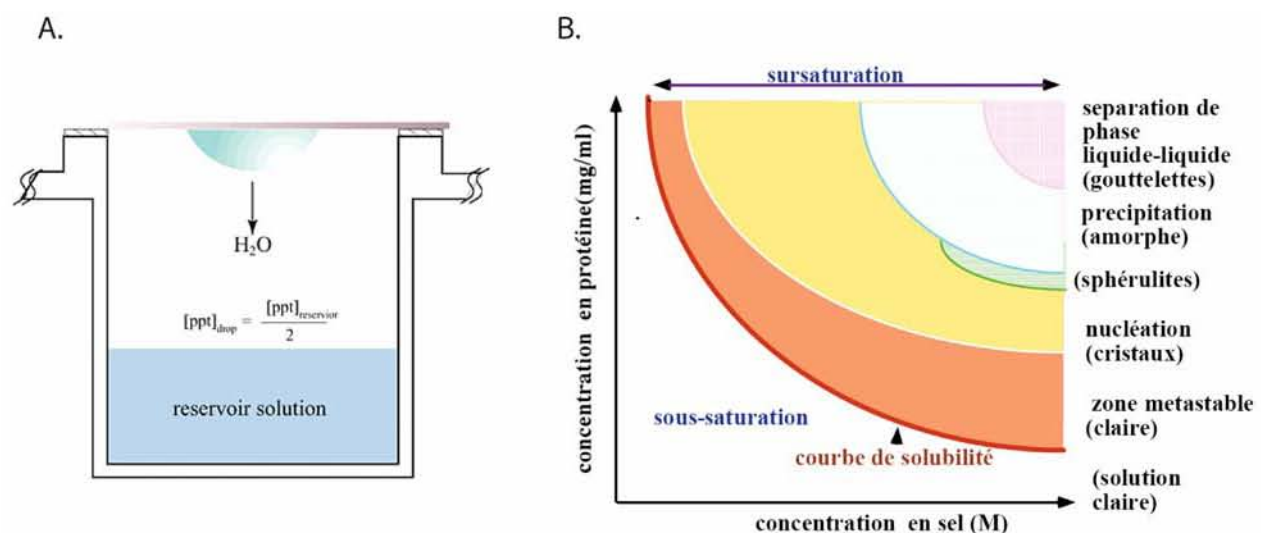 A.
H₂O
[ppt]drop = [ppt]reservior / 2
reservoir solution
B.
sursaturation
concentration en protéine(mg/ml)
separation de
phase
liquide-liquide
(gouttelettes)
precipitation
(amorphe)
(sphérulites)
nucléation
(cristaux)
zone metastable
(claire)
sous-saturation
courbe de solubilité
(solution
claire)
concentration en sel (M)